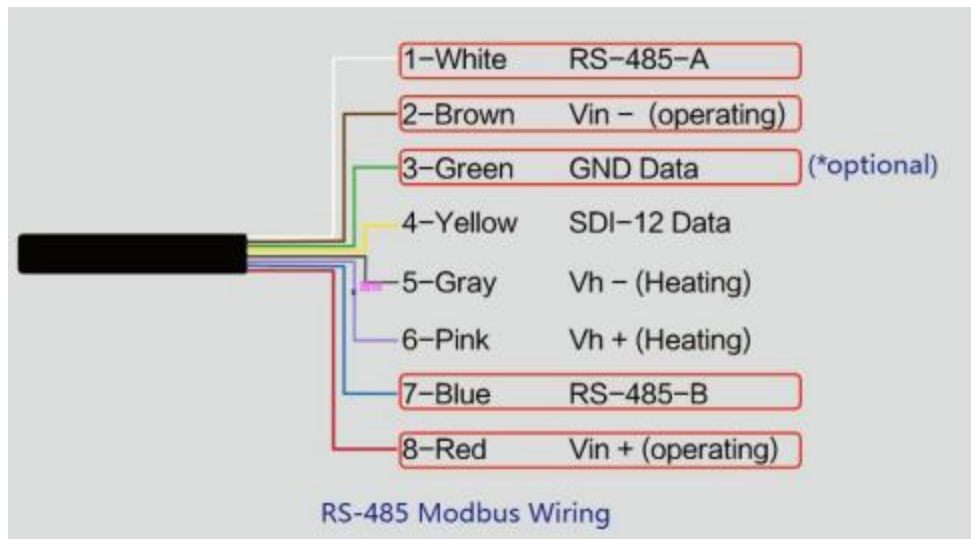 1-White RS-485-A
2-Brown Vin - (operating)
3-Green GND Data (*optional)
4-Yellow SDI-12 Data
5-Gray Vh - (Heating)
6-Pink Vh + (Heating)
7-Blue RS-485-B
8-Red Vin + (operating)
RS-485 Modbus Wiring